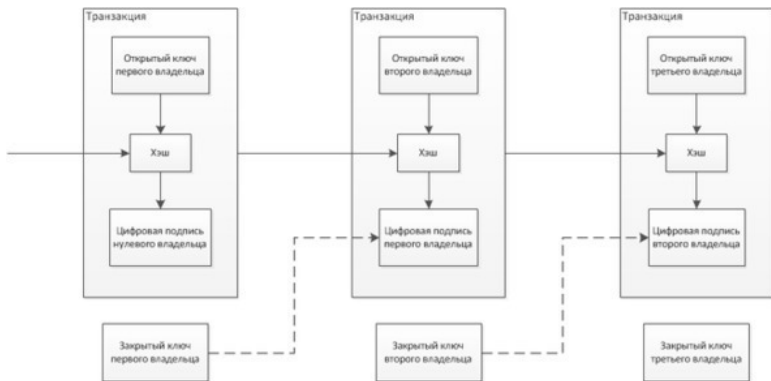 Транзакция
Открытый ключ
первого владельца
Хэш
Цифровая подпись
нулевого владельца
Закрытый ключ
первого владельца
Транзакция
Открытый ключ
второго владельца
Хэш
Цифровая подпись
первого владельца
Закрытый ключ
второго владельца
Транзакция
Открытый ключ
третьего владельца
Хэш
Цифровая подпись
второго владельца
Закрытый ключ
третьего владельца